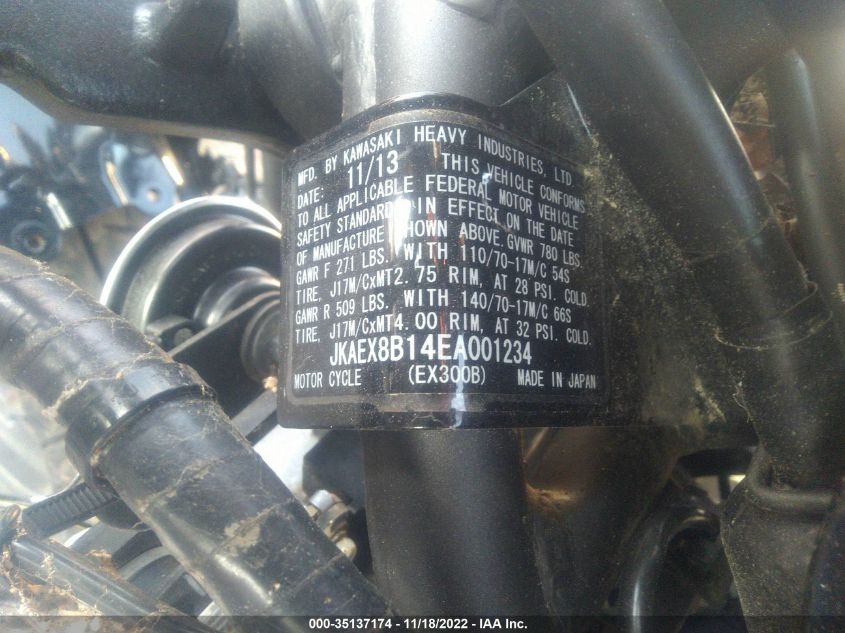 MFD. BY KAWASAKI HEAVY INDUSTRIES, LTD.
DATE: 11/13 THIS VEHICLE CONFORMS
TO ALL APPLICABLE FEDERAL MOTOR VEHICLE
SAFETY STANDARDS IN EFFECT ON THE DATE
OF MANUFACTURE SHOWN ABOVE. GVWR 780 LBS.
GAWR F 271 LBS. WITH 110/70-17M/C 54S
TIRE, J17M/CxMT2.75 RIM, AT 28 PSI. COLD.
GAWR R 509 LBS. WITH 140/70-17M/C 66S
TIRE, J17M/CxMT4.00 RIM, AT 32 PSI. COLD.
JKAEX8B14EA001234
MOTOR CYCLE (EX300B) MADE IN JAPAN
000-35137174 - 11/18/2022 - IAA Inc.